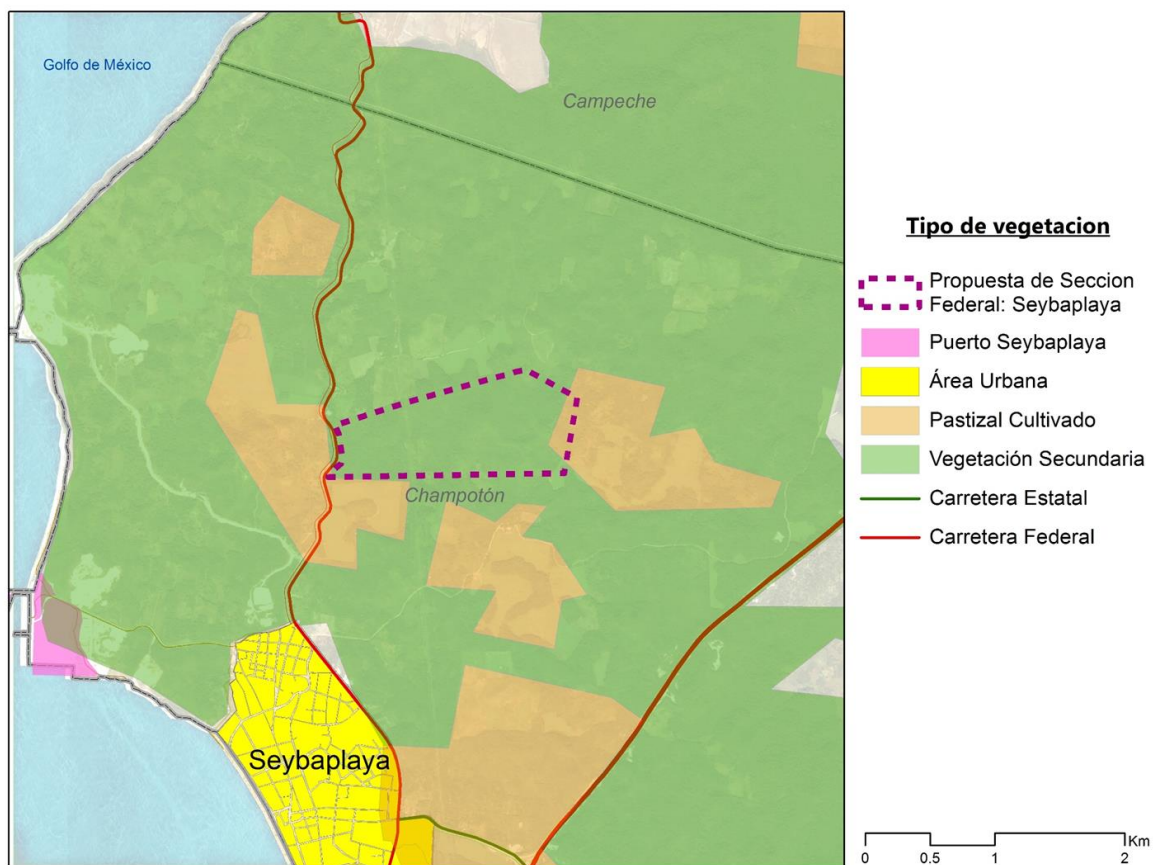 Golfo de México
Campeche
Champotón
Seybaplaya
Tipo de vegetacion
Propuesta de Seccion
Federal: Seybaplaya
Puerto Seybaplaya
Área Urbana
Pastizal Cultivado
Vegetación Secundaria
Carretera Estatal
Carretera Federal
Km
0 0.5 1 2